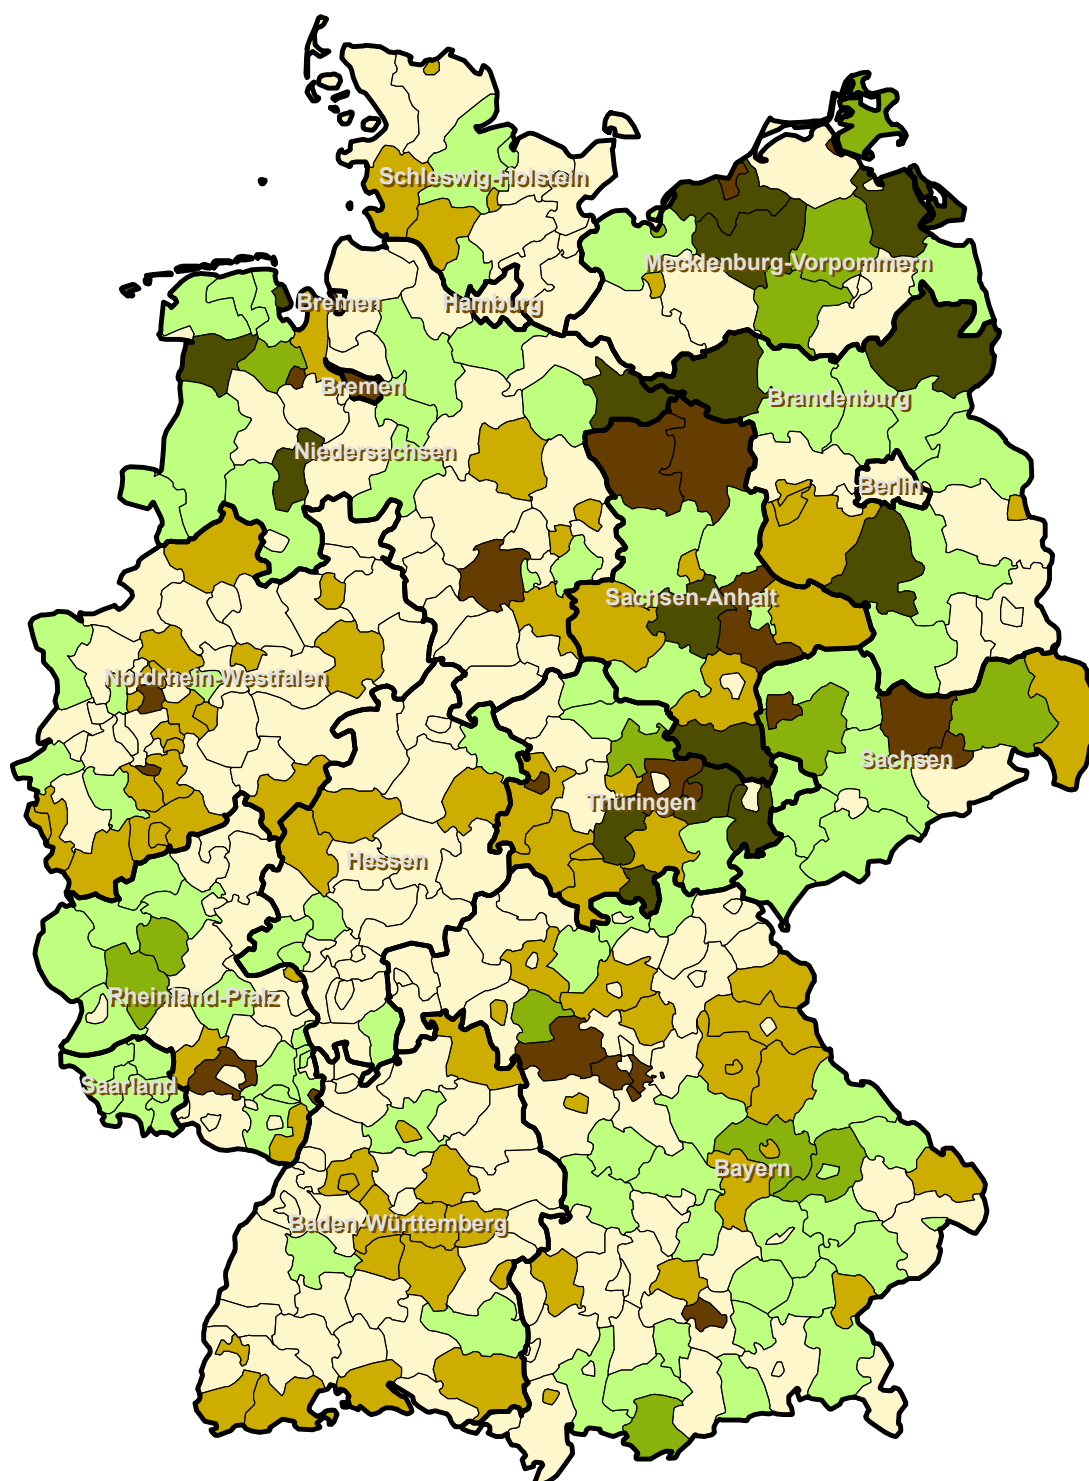 Schleswig-Holstein
Mecklenburg-Vorpommern
Bremen
Hamburg
Bremen
Brandenburg
Niedersachsen
Berlin
Sachsen-Anhalt
Nordrhein-Westfalen
Sachsen
Thüringen
Hessen
Rheinland-Pfalz
Saarland
Bayern
Baden-Württemberg